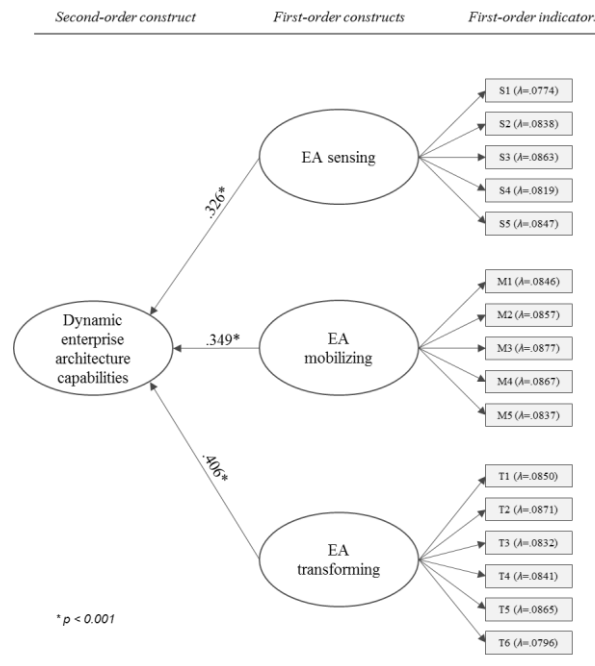 Second-order construct First-order constructs First-order indicators
S1 (λ=.0774)
S2 (λ=.0838)
EA sensing
S3 (λ=.0863)
S4 (λ=.0819)
S5 (λ=.0847)
.326*
M1 (λ=.0846)
M2 (λ=.0857)
Dynamic
enterprise
architecture
capabilities
.349*
EA
mobilizing
M3 (λ=.0877)
M4 (λ=.0867)
M5 (λ=.0837)
.406*
T1 (λ=.0850)
T2 (λ=.0871)
EA
transforming
T3 (λ=.0832)
T4 (λ=.0841)
T5 (λ=.0865)
T6 (λ=.0796)
* p < 0.001